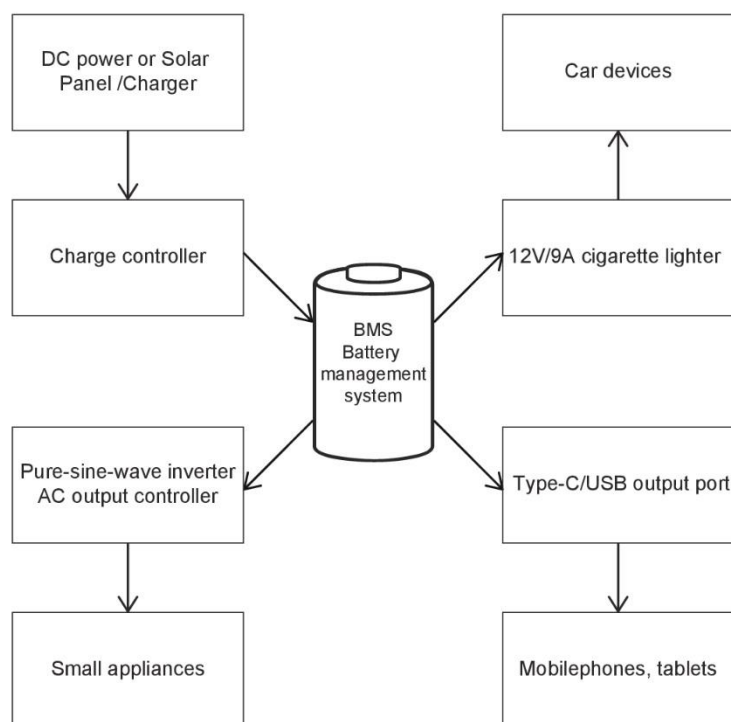 DC power or Solar
Panel /Charger
Car devices
Charge controller
12V/9A cigarette lighter
BMS
Battery
management
system
Pure-sine-wave inverter
AC output controller
Type-C/USB output port
Small appliances
Mobilephones, tablets